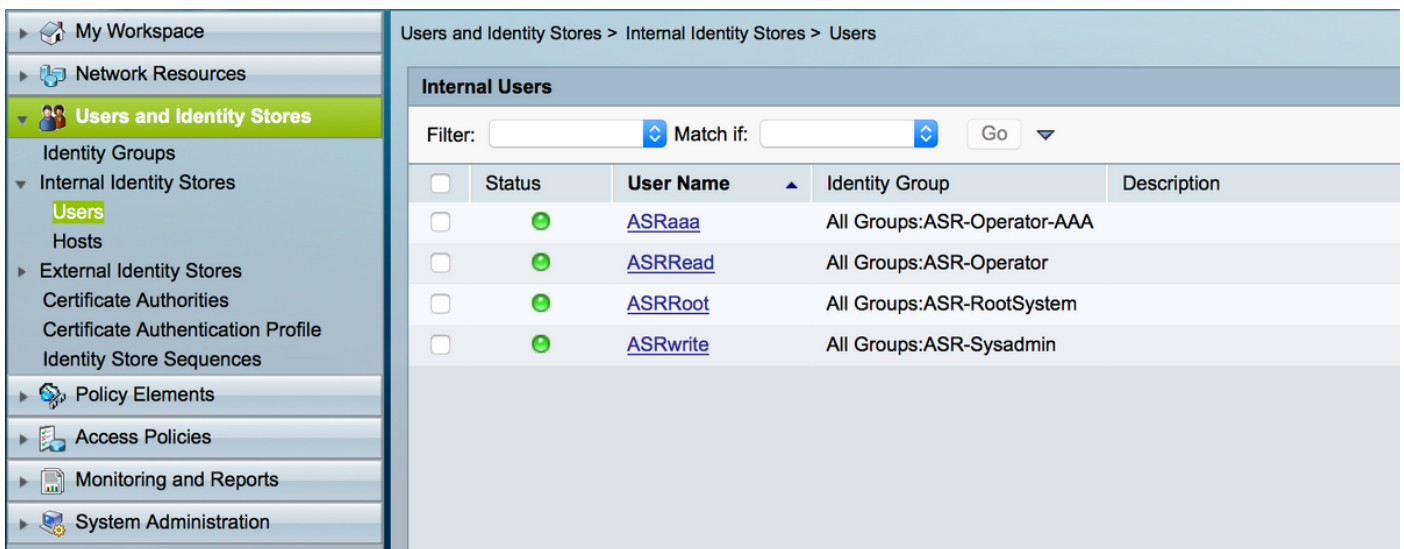 My Workspace
Network Resources
Users and Identity Stores
Identity Groups
Internal Identity Stores
Users
Hosts
External Identity Stores
Certificate Authorities
Certificate Authentication Profile
Identity Store Sequences
Policy Elements
Access Policies
Monitoring and Reports
System Administration
Users and Identity Stores > Internal Identity Stores > Users
Internal Users
Filter: Match if: Go
Status User Name Identity Group Description
ASRaaa All Groups:ASR-Operator-AAA
ASRRead All Groups:ASR-Operator
ASRRoot All Groups:ASR-RootSystem
ASRwrite All Groups:ASR-Sysadmin